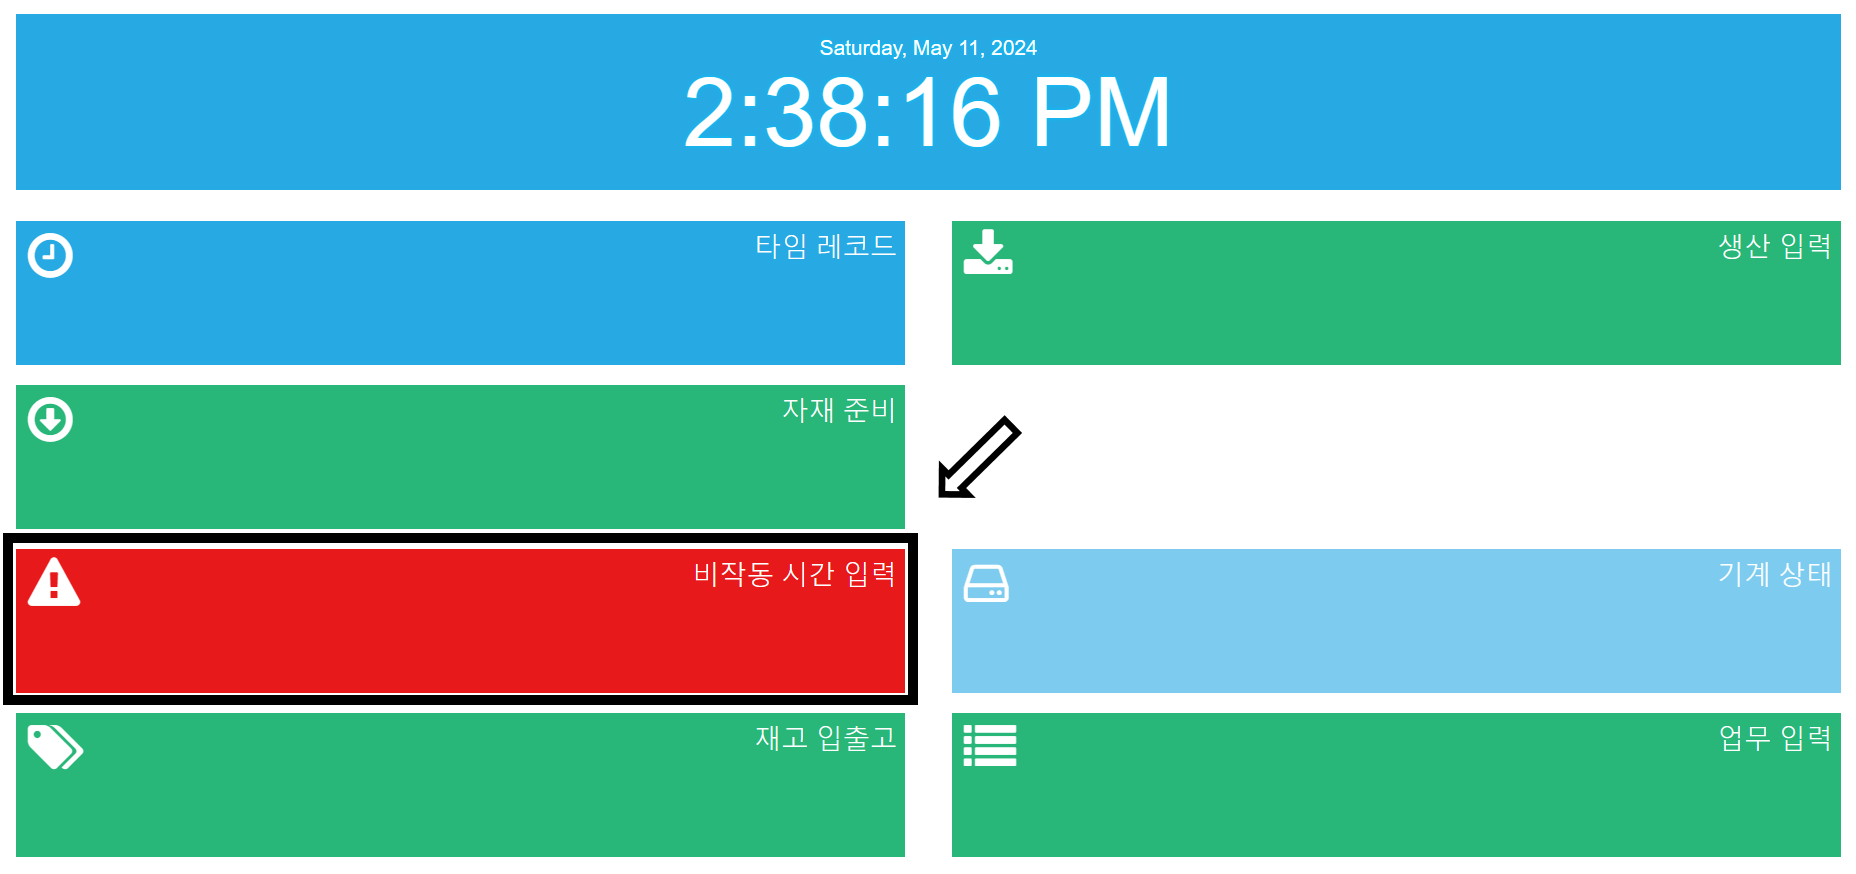 Saturday, May 11, 2024
2:38:16 PM
타임 레코드
생산 입력
자재 준비
비작동 시간 입력
기계 상태
재고 입출고
업무 입력